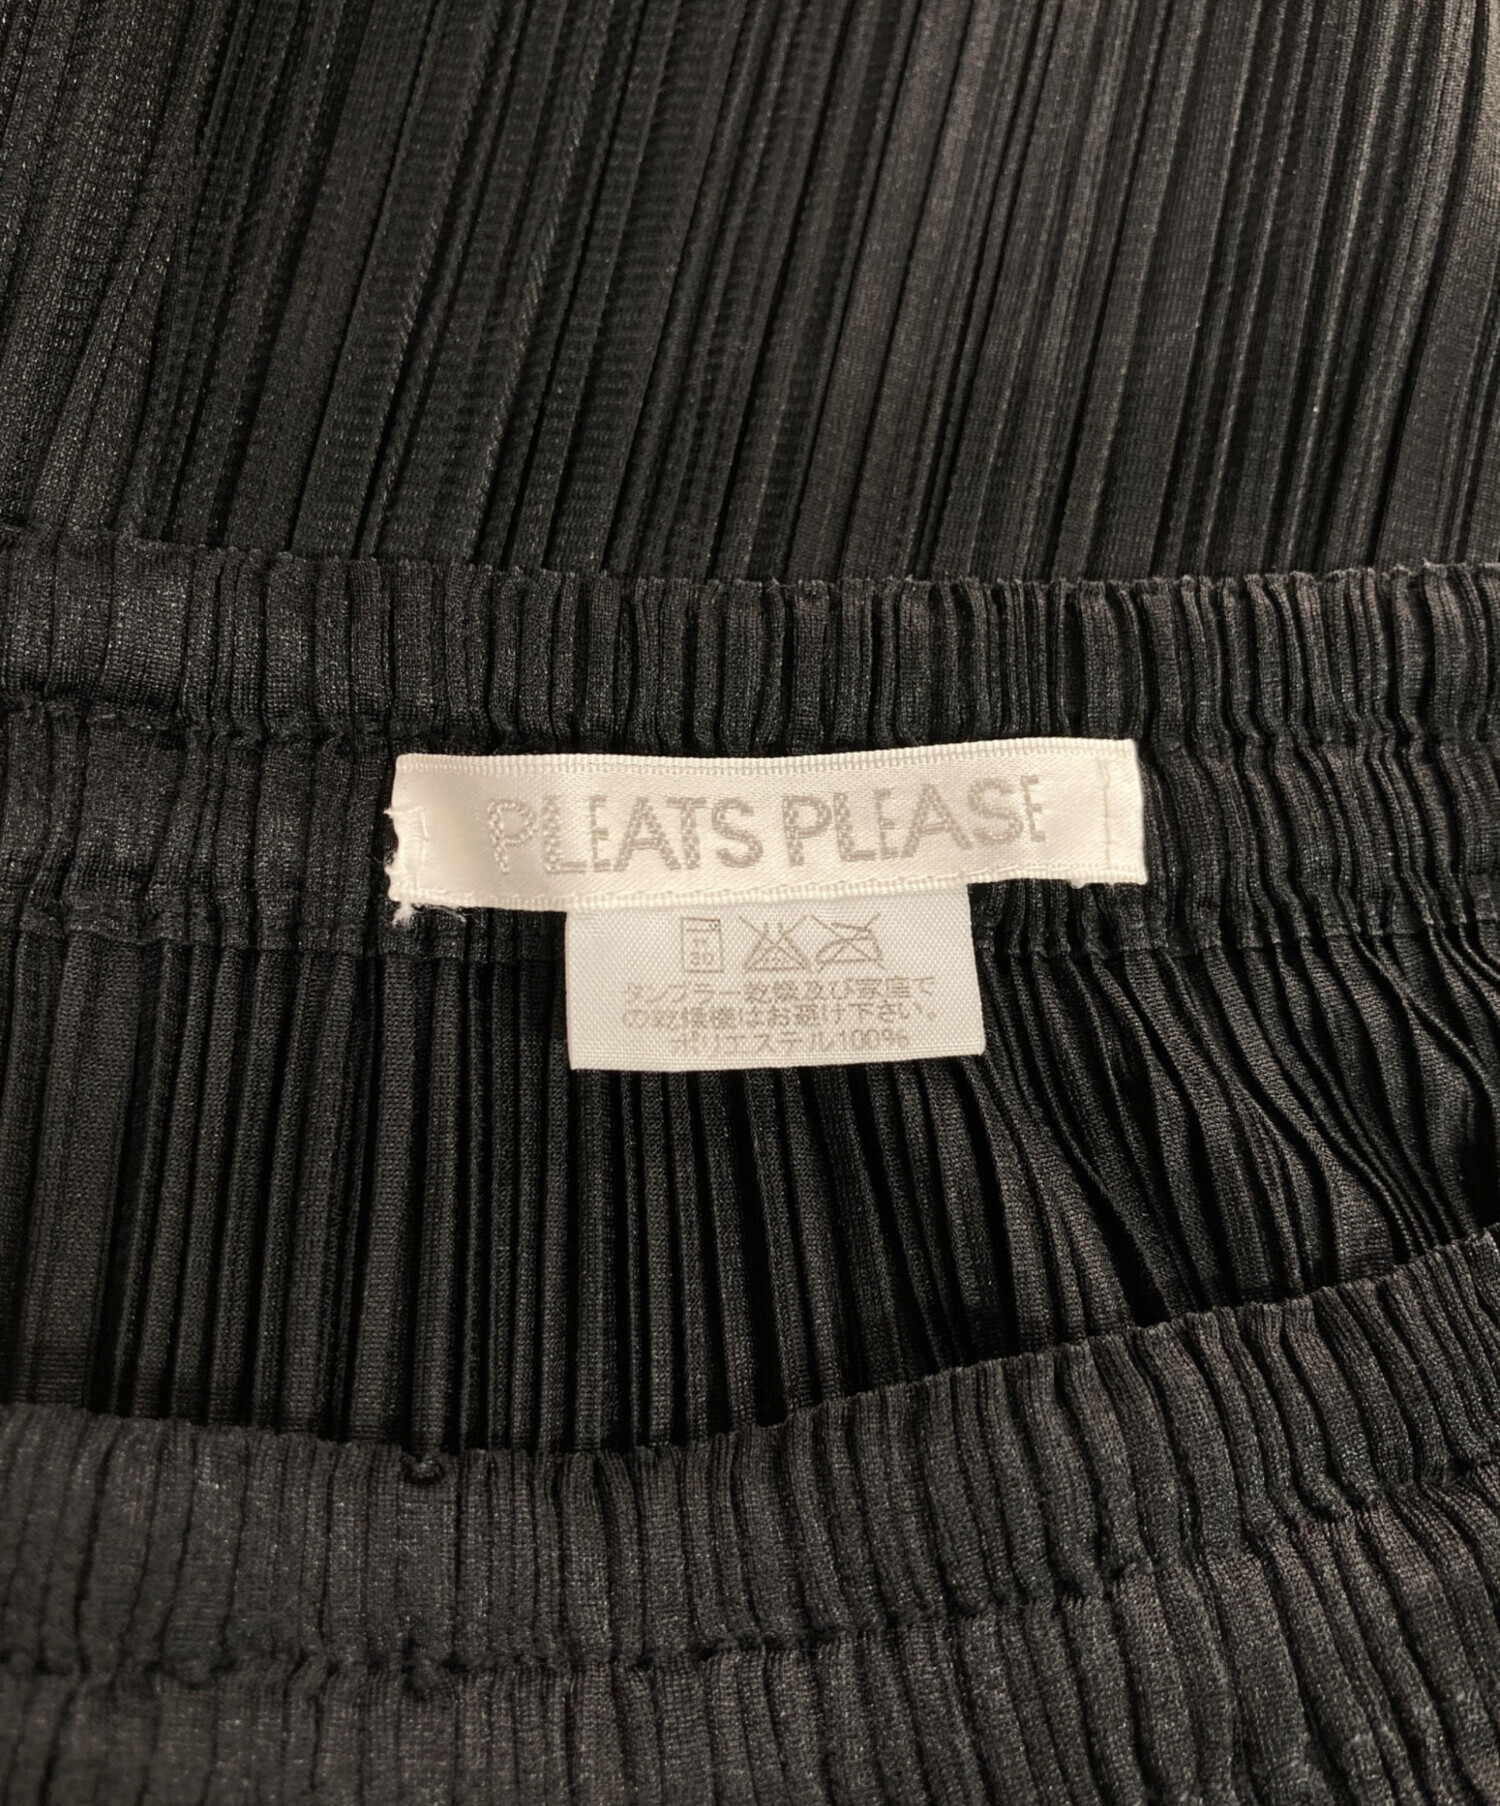 PLEATS PLEASE
30
タンブラー乾燥及び家庭で
の乾燥機はお避け下さい。
ポリエステル100%